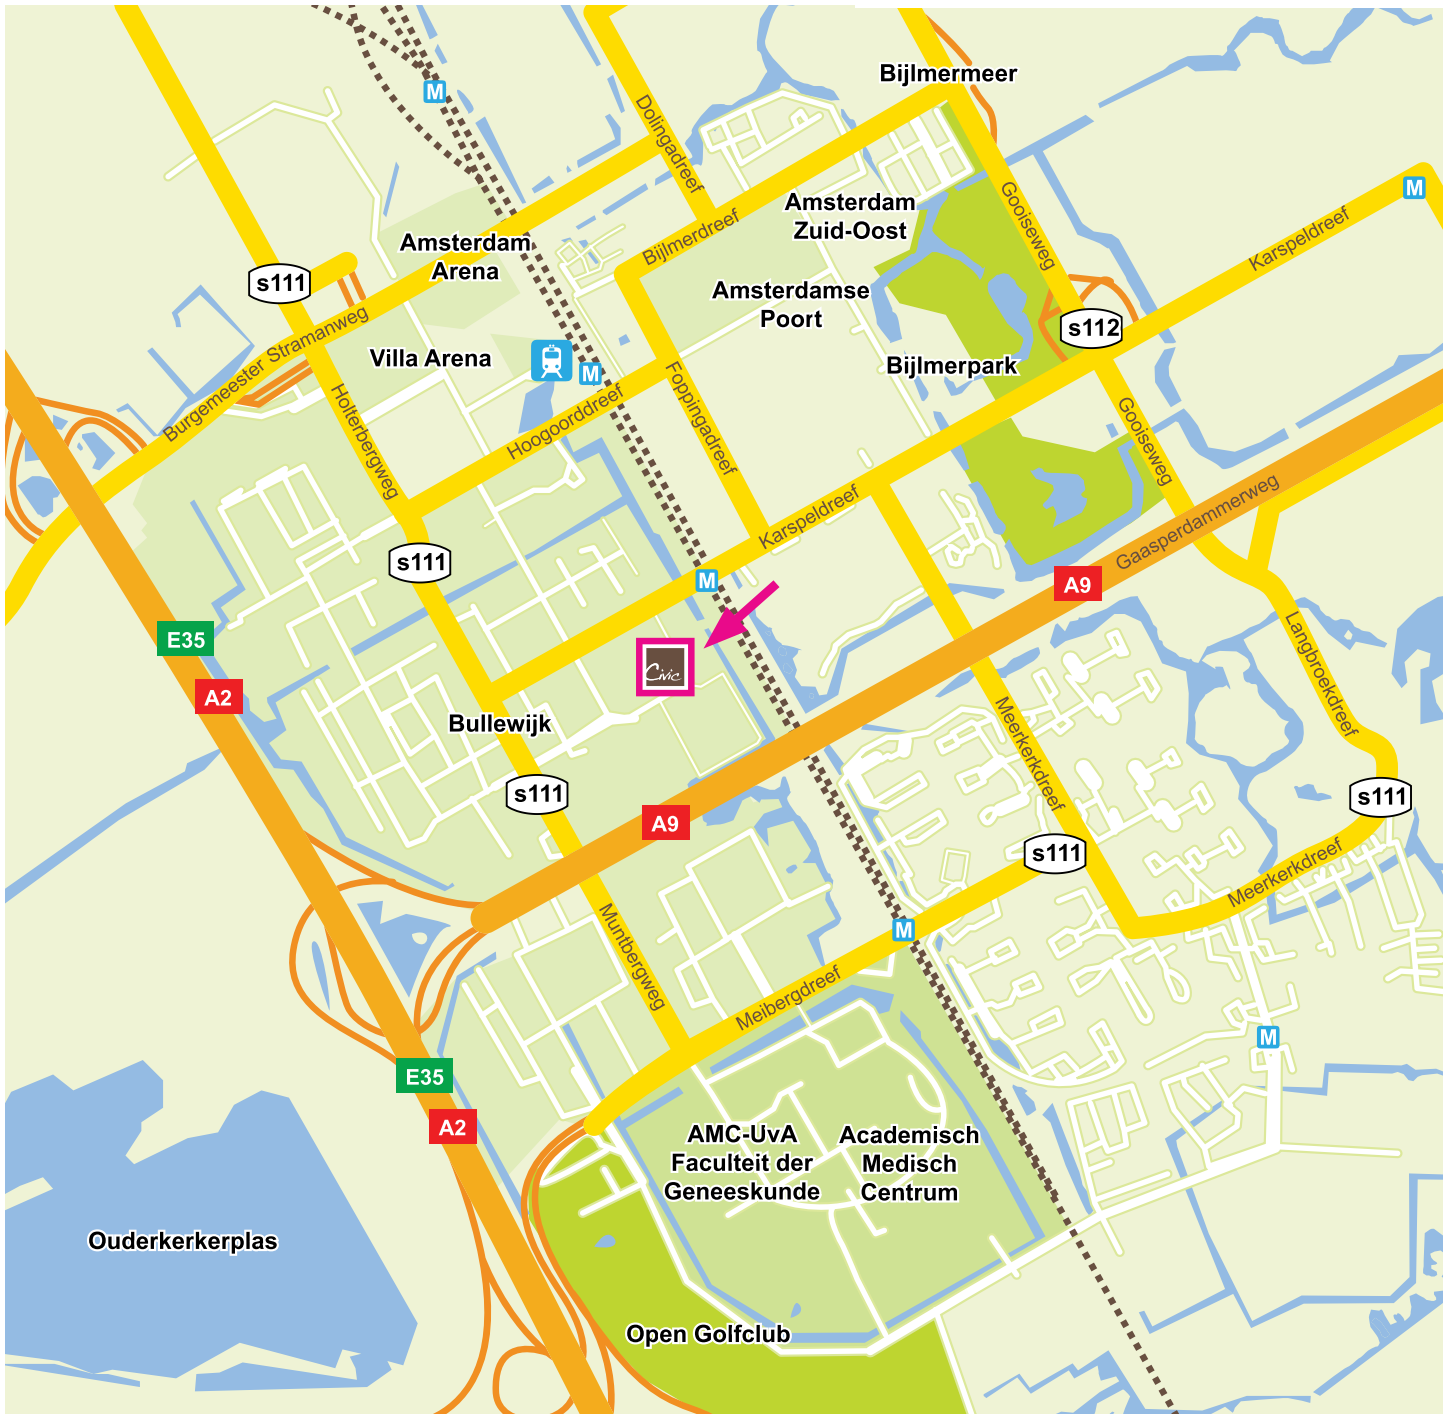 Bijlmermeer
M
Dolingadreef
M
Amsterdam
Zuid-Oost
Gooiseweg
Karspeldreef
Bijlmerdreef
Amsterdam
Arena
s111
Amsterdamse
Poort
Burgemeester Stramanweg
s112
Villa Arena
M
Bijlmerpark
Holterbergweg
Hoogoorddreef
Foppingadreef
Gooiseweg
Karspeldreef
Gaasperdammerweg
s111
M
A9
E35
Civic
Langbroekdreef
A2
Bullewijk
Meerkerkdreef
s111
s111
A9
s111
Meerkerkdreef
M
Muntbergweg
Meibergdreef
M
E35
A2
AMC-UvA
Faculteit der
Geneeskunde
Academisch
Medisch
Centrum
Ouderkerkerplas
Open Golfclub